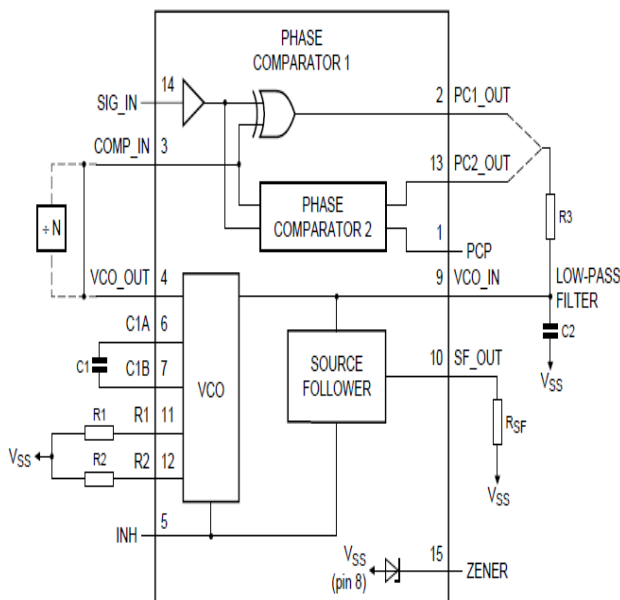 PHASE
COMPARATOR 1
14
SIG_IN
2 PC1_OUT
COMP_IN 3
13 PC2_OUT
÷N
PHASE
COMPARATOR 2
R3
1
PCP
VCO_OUT 4
9 VCO_IN
LOW-PASS
FILTER
C1A 6
C2
C1
C1B 7
VCO
SOURCE
FOLLOWER
10 SF_OUT
VSS
R1
R1 11
RSF
VSS
R2
R2 12
VSS
INH 5
VSS
(pin 8)
15
ZENER